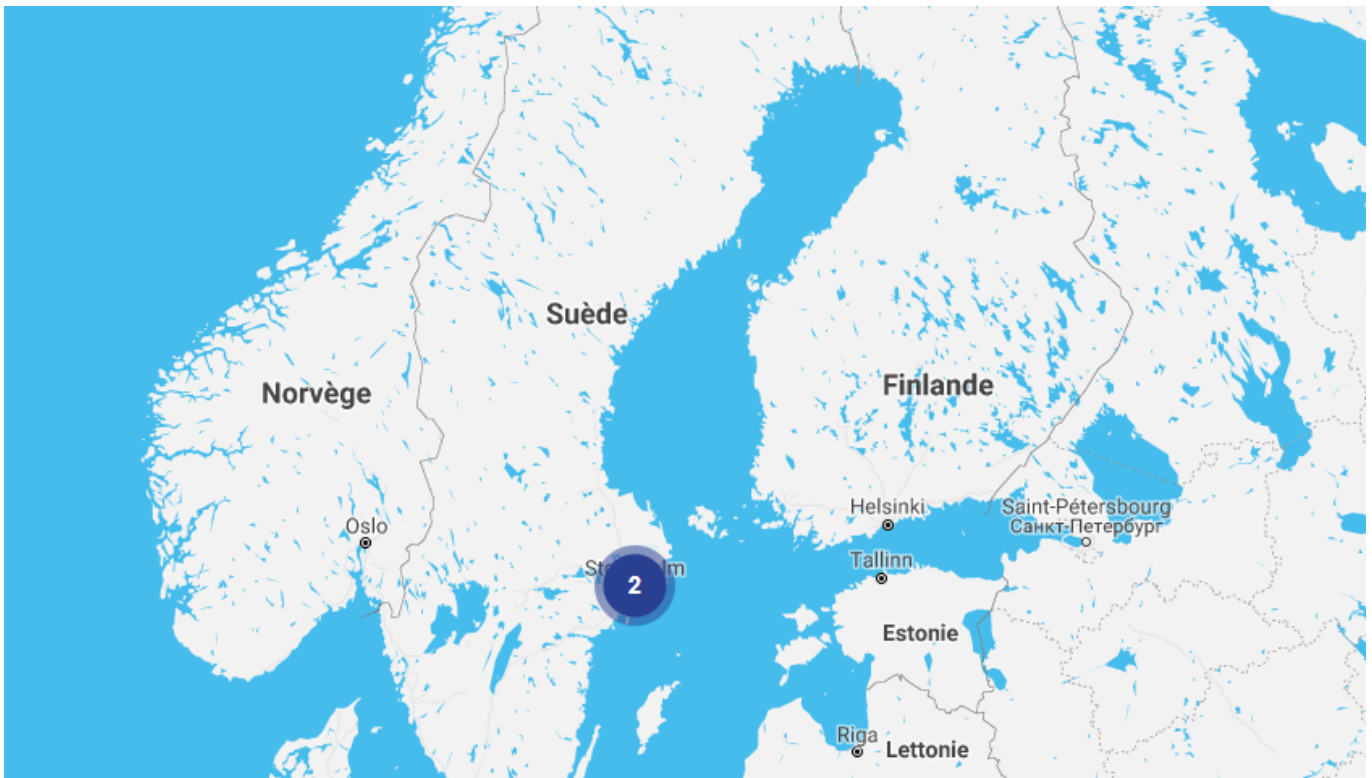 Suède
Norvège
Finlande
Helsinki
Saint-Pétersbourg
Санкт-Петербург
Oslo
Tallinn
2
Estonie
Riga
Lettonie